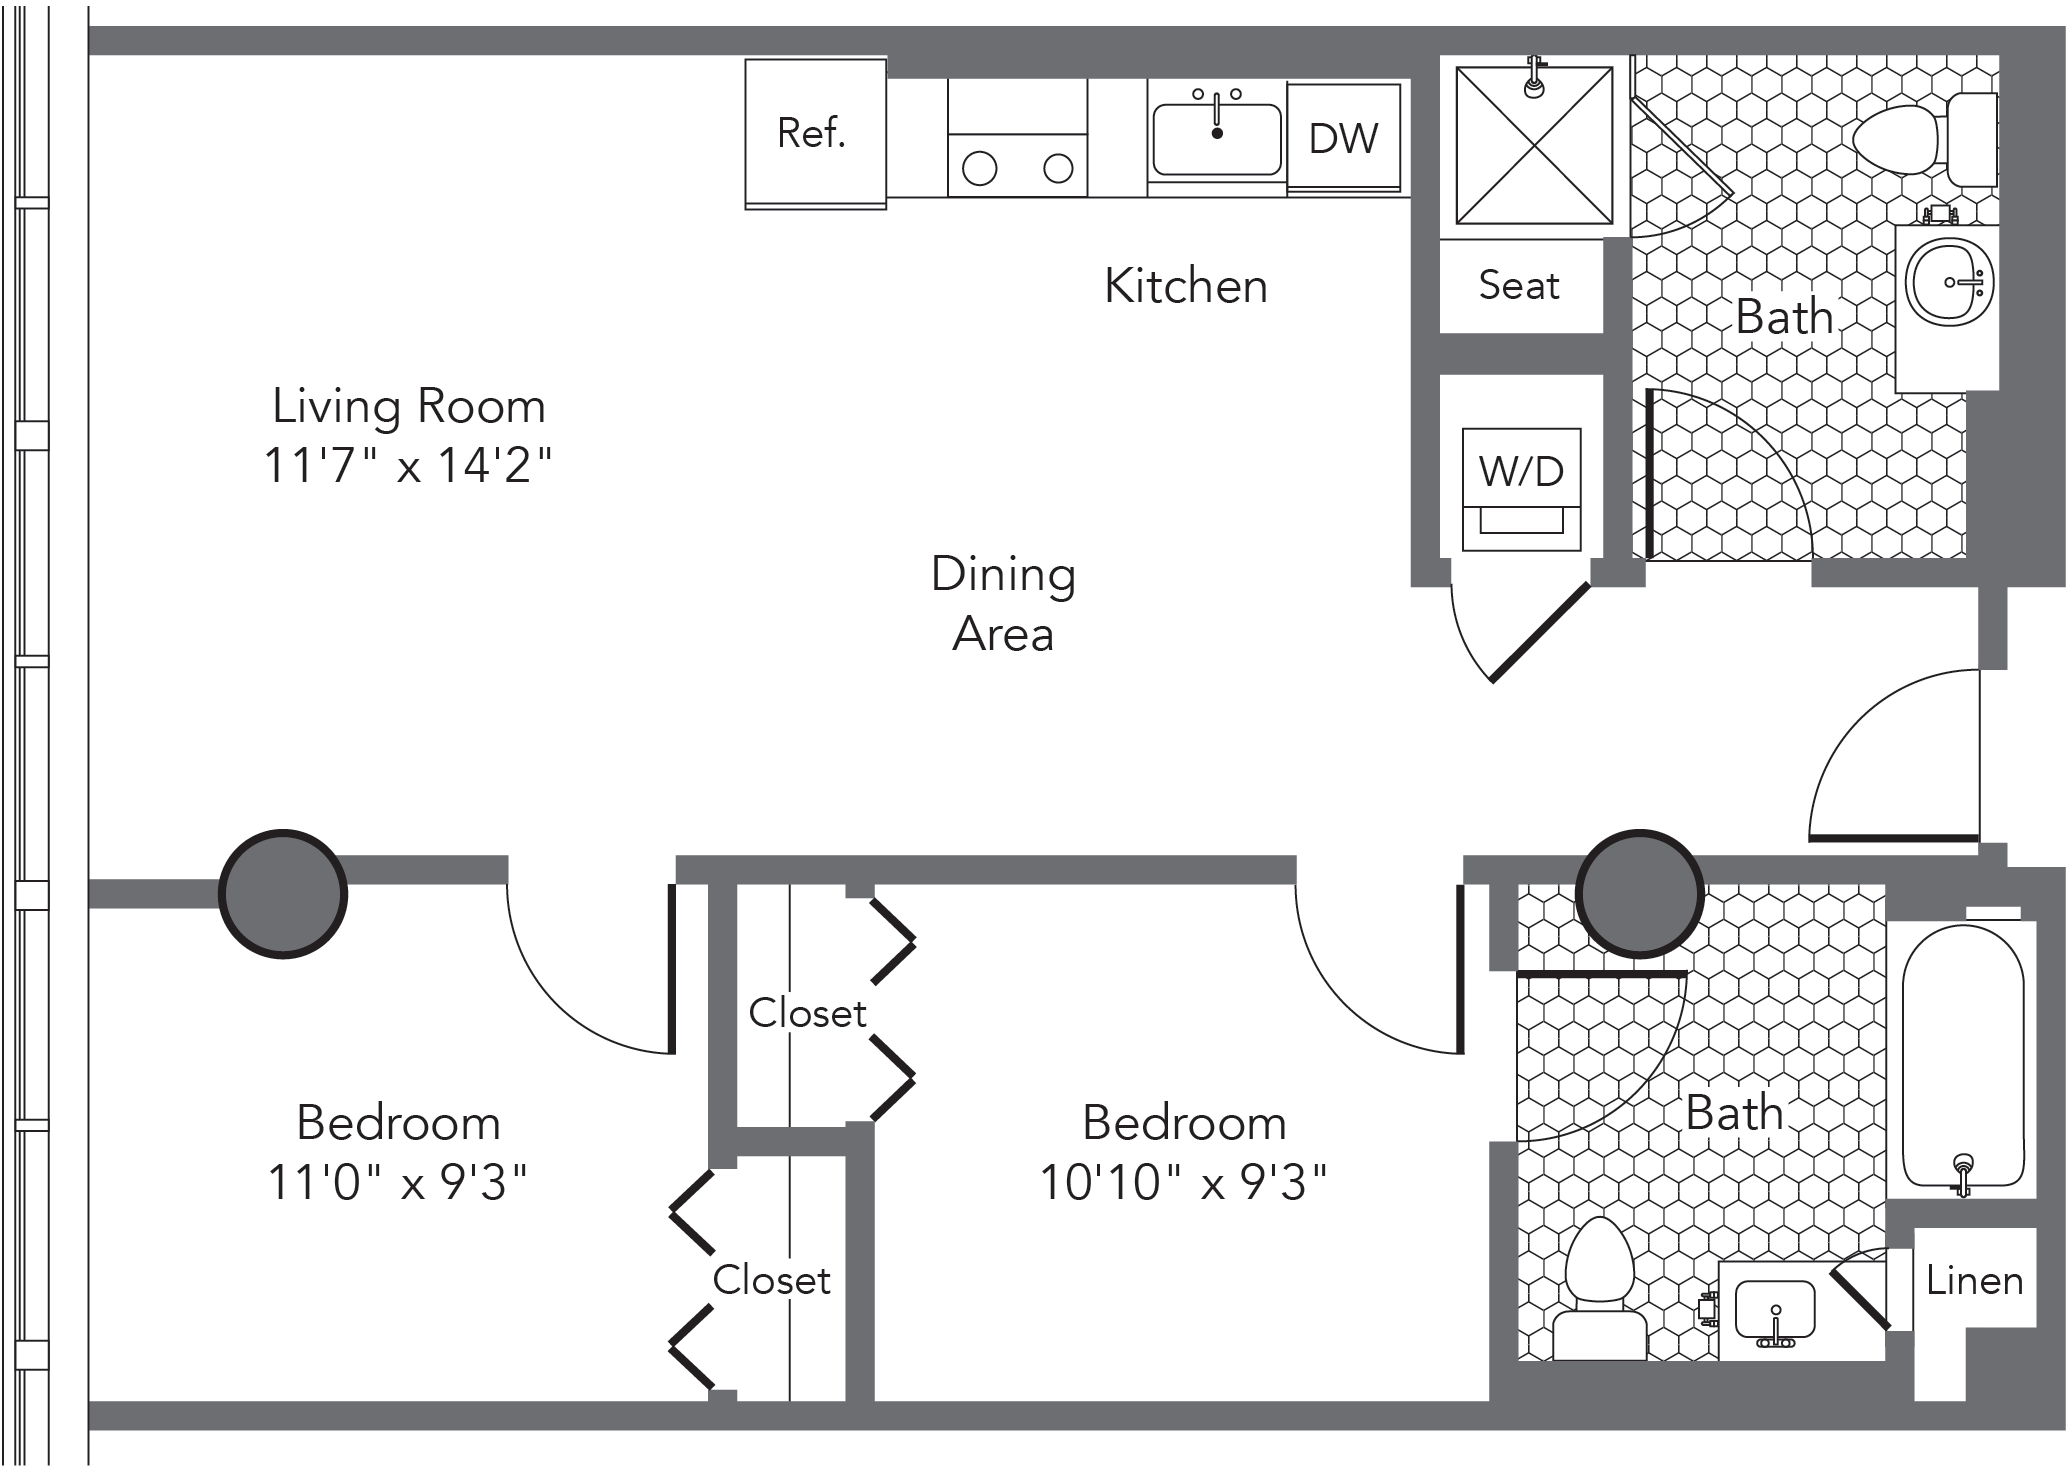 Ref.
DW
Kitchen
Seat
Bath
Living Room
11'7" x 14'2"
W/D
Dining
Area
Closet
Bedroom
11'0" x 9'3"
Bedroom
10'10" x 9'3"
Bath
Closet
Linen